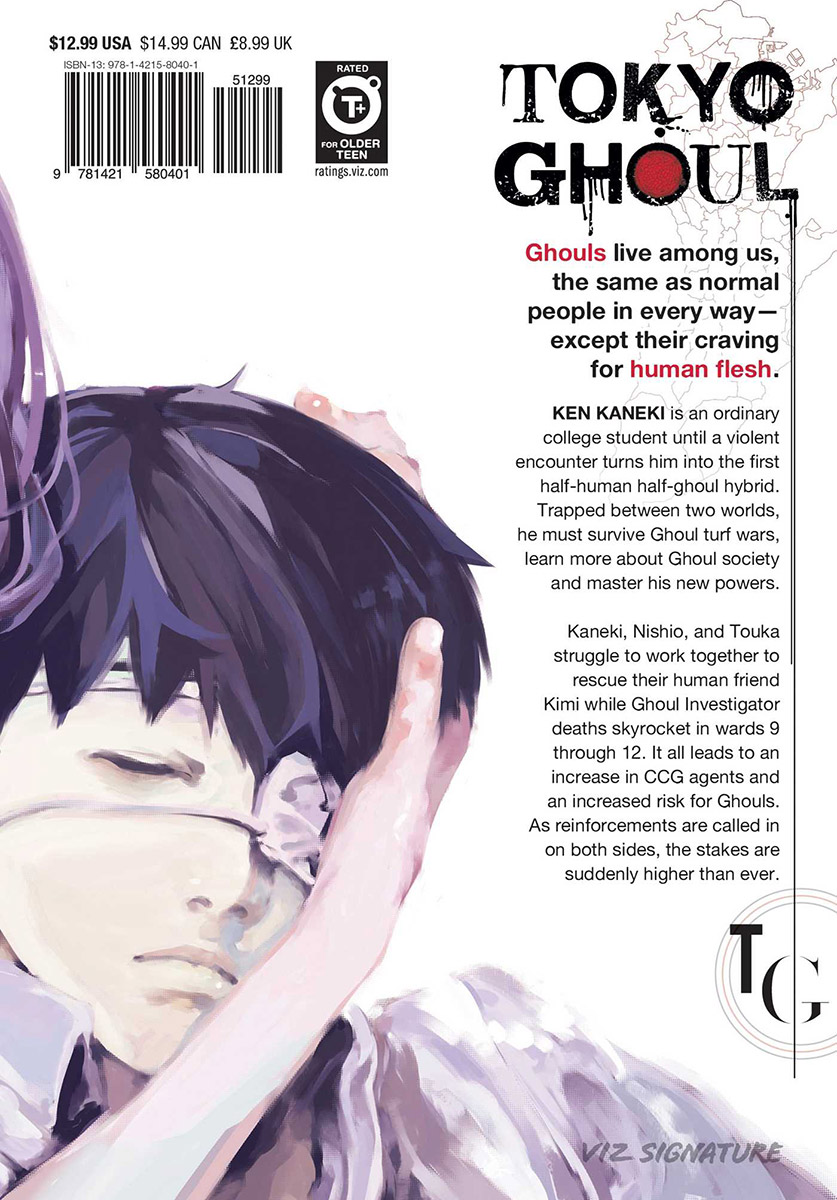 $12.99 USA $14.99 CAN £8.99 UK
ISBN-13: 978-1-4215-8040-1
51299
9 781421 580401
RATED
T+
FOR OLDER
TEEN
ratings.viz.com
TOKYO
GHOUL
Ghouls live among us,
the same as normal
people in every way—
except their craving
for human flesh.
KEN KANEKI is an ordinary
college student until a violent
encounter turns him into the first
half-human half-ghoul hybrid.
Trapped between two worlds,
he must survive Ghoul turf wars,
learn more about Ghoul society
and master his new powers.
Kaneki, Nishio, and Touka
struggle to work together to
rescue their human friend
Kimi while Ghoul Investigator
deaths skyrocket in wards 9
through 12. It all leads to an
increase in CCG agents and
an increased risk for Ghouls.
As reinforcements are called in
on both sides, the stakes are
suddenly higher than ever.
TG
VIZ SIGNATURE